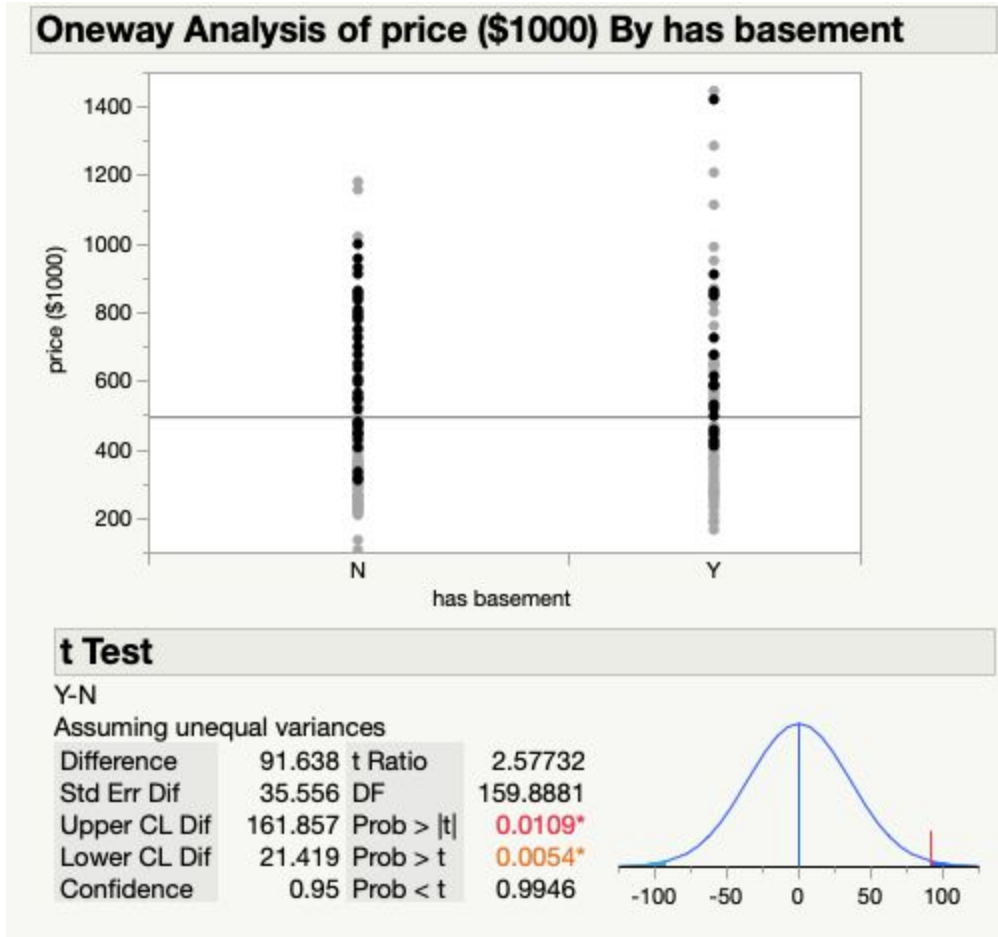 Oneway Analysis of price ($1000) By has basement
1400
1200
1000
800
600
400
200
price ($1000)
N Y
has basement
t Test
Y-N
Assuming unequal variances
Difference 91.638 t Ratio 2.57732
Std Err Dif 35.556 DF 159.8881
Upper CL Dif 161.857 Prob > |t| 0.0109*
Lower CL Dif 21.419 Prob > t 0.0054*
Confidence 0.95 Prob < t 0.9946
-100 -50 0 50 100